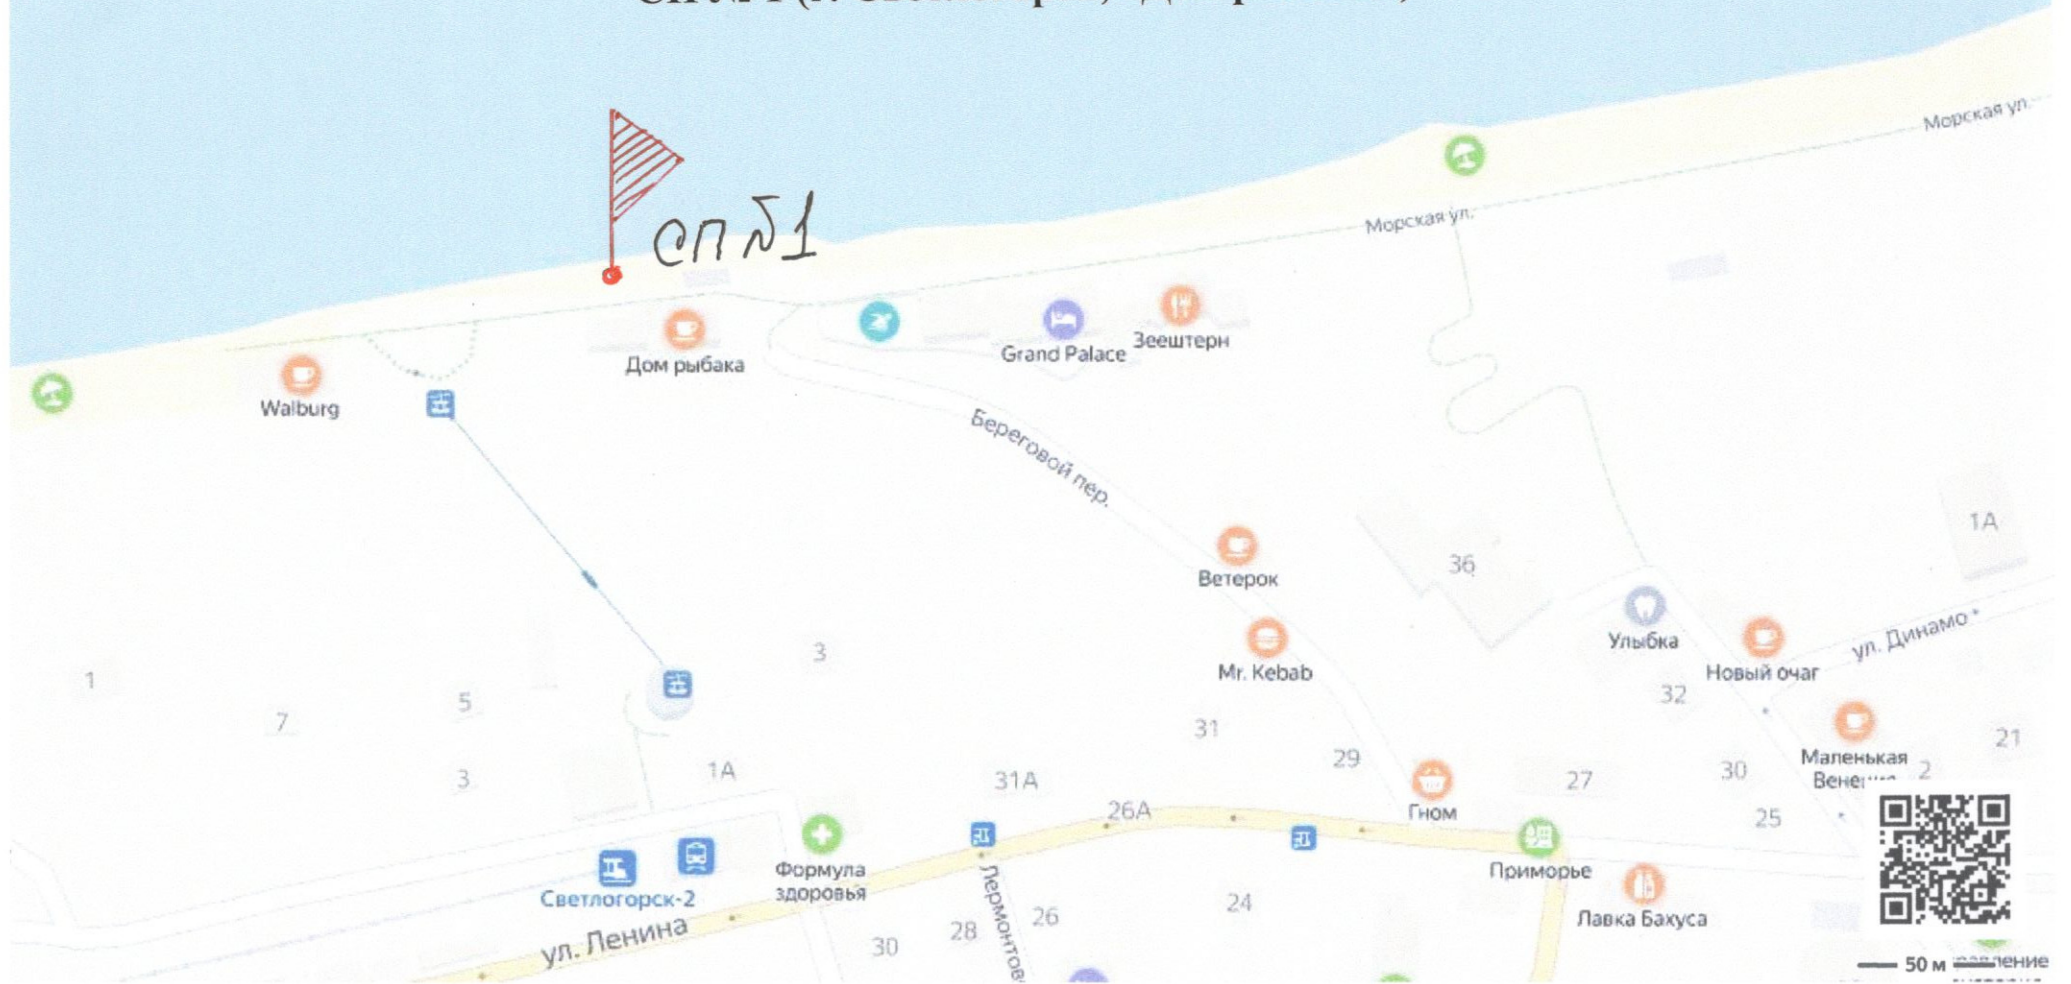 Морская ул.
СП №1
Морская ул.
Дом рыбака
Grand Palace
Зеештерн
Walburg
Береговой пер.
Ветерок
36
1А
Mr. Kebab
Улыбка
Новый очаг
ул. Динамо
1
7
5
3
3
1А
31
31А
29
32
Маленькая
21
2
30
27
25
26А
Гном
Формула
здоровья
Светлогорск-2
ул. Ленина
Приморье
Лавка Бахуса
24
26
28
30
50 м